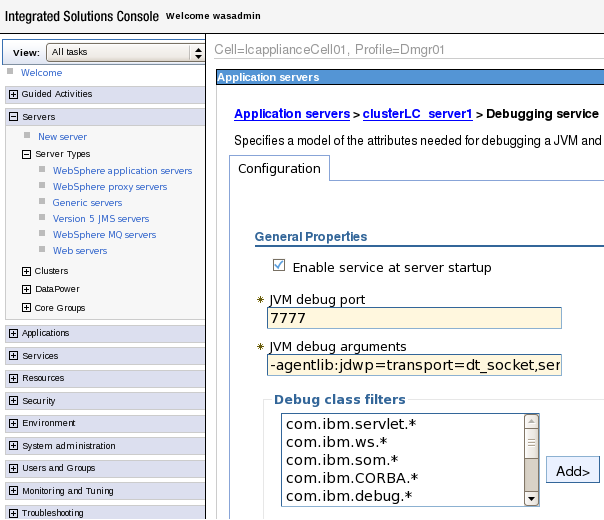 Integrated Solutions Console Welcome wasadmin
View: All tasks
Welcome
Guided Activities
Servers
New server
Server Types
WebSphere application servers
WebSphere proxy servers
Generic servers
Version 5 JMS servers
WebSphere MQ servers
Web servers
Clusters
DataPower
Core Groups
Applications
Services
Resources
Security
Environment
System administration
Users and Groups
Monitoring and Tuning
Troubleshooting
Cell=lcapplianceCell01, Profile=Dmgr01
Application servers
Application servers > clusterLC_server1 > Debugging service
Specifies a model of the attributes needed for debugging a JVM and
Configuration
General Properties
Enable service at server startup
* JVM debug port
7777
* JVM debug arguments
-agentlib:jdwp=transport=dt_socket,ser
Debug class filters
com.ibm.servlet.*
com.ibm.ws.*
com.ibm.som.*
com.ibm.CORBA.*
com.ibm.debug.*
Add>